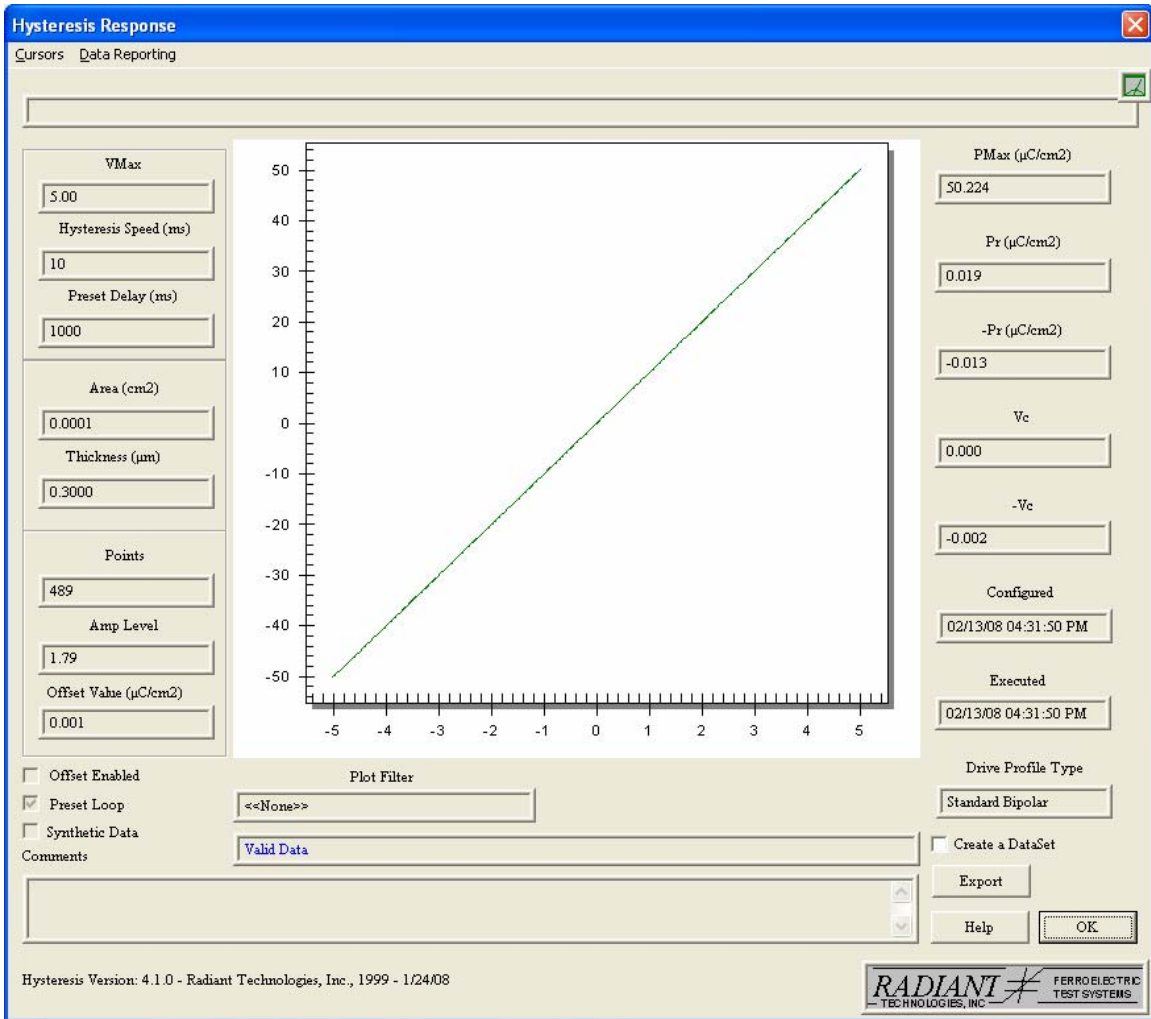 Hysteresis Response
Cursors Data Reporting
VMax
5.00
Hysteresis Speed (ms)
10
Preset Delay (ms)
1000
Area (cm2)
0.0001
Thickness (µm)
0.3000
Points
489
Amp Level
1.79
Offset Value (µC/cm2)
0.001
50
40
30
20
10
0
-10
-20
-30
-40
-50
-5 -4 -3 -2 -1 0 1 2 3 4 5
PMax (µC/cm2)
50.224
Pr (µC/cm2)
0.019
-Pr (µC/cm2)
-0.013
Vc
0.000
-Vc
-0.002
Configured
02/13/08 04:31:50 PM
Executed
02/13/08 04:31:50 PM
Drive Profile Type
Standard Bipolar
Offset Enabled
Preset Loop
Synthetic Data
Plot Filter
<<None>>
Valid Data
Create a DataSet
Comments
Export
Help OK
Hysteresis Version: 4.1.0 - Radiant Technologies, Inc., 1999 - 1/24/08
RADIANT
TECHNOLOGIES, INC
FERROELECTRIC
TEST SYSTEMS